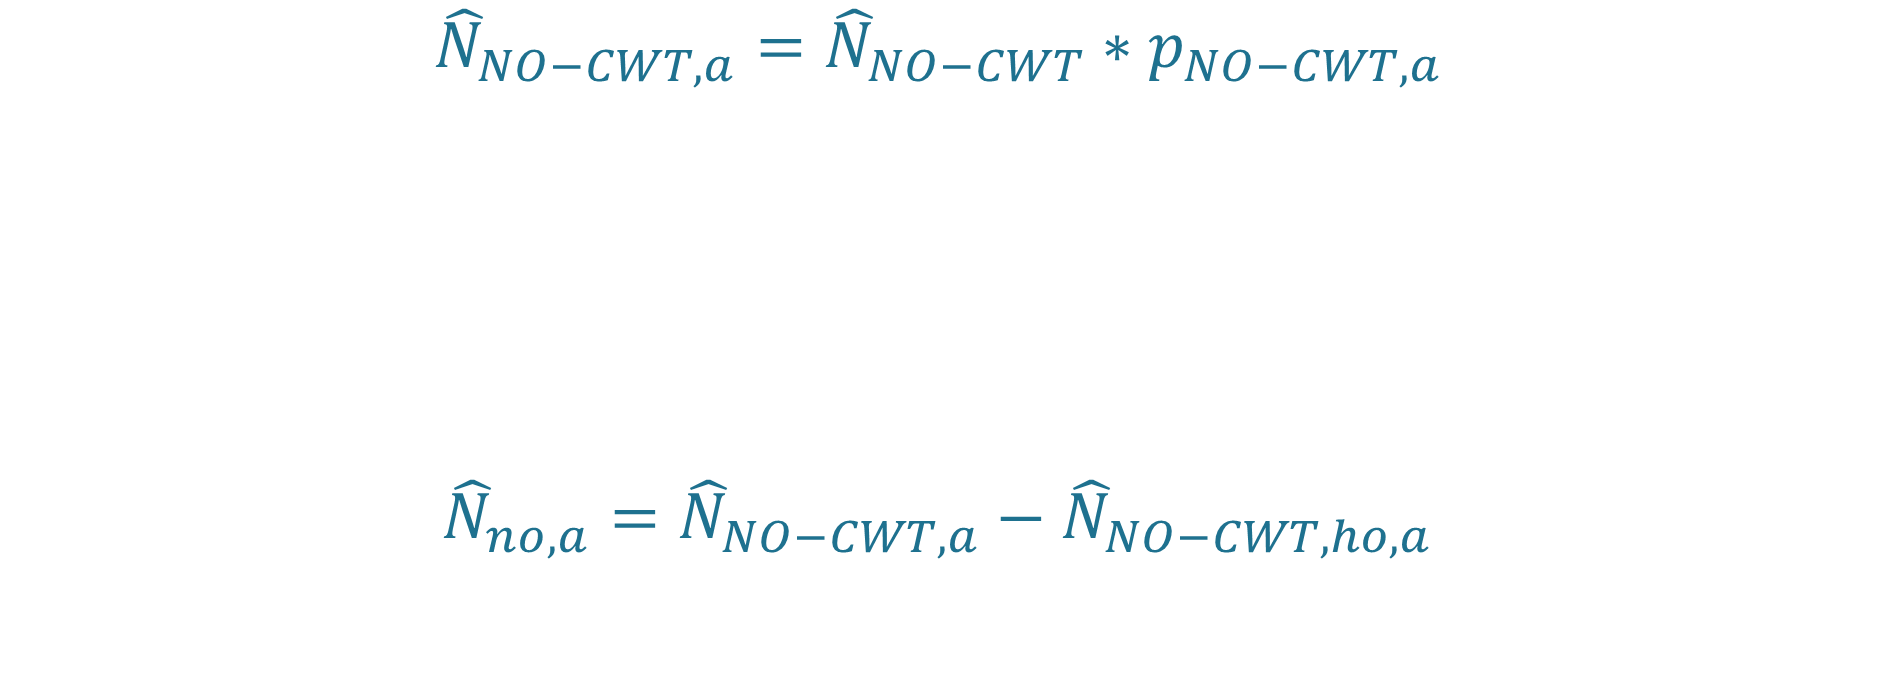 N̂_{NO−CWT,a} = N̂_{NO−CWT} * p_{NO−CWT,a}
N̂_{no,a} = N̂_{NO−CWT,a} − N̂_{NO−CWT,ho,a}